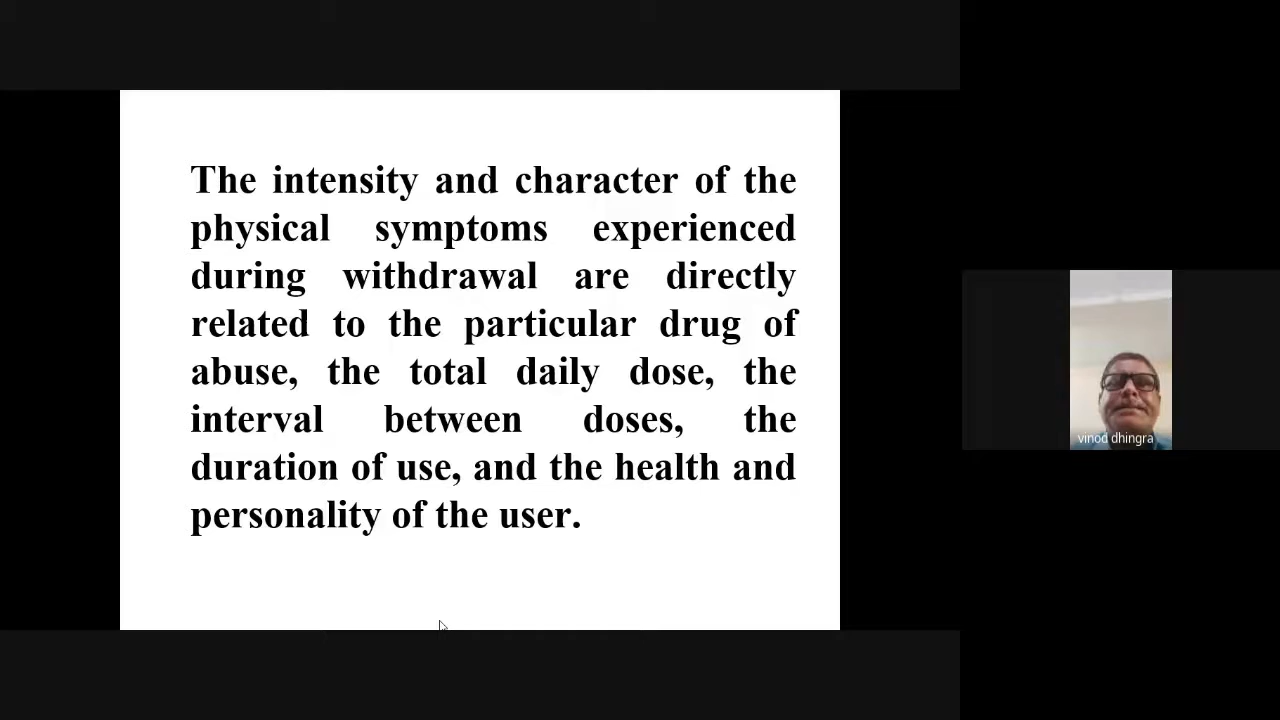 The intensity and character of the
physical symptoms experienced
during withdrawal are directly
related to the particular drug of
abuse, the total daily dose, the
interval between doses, the
duration of use, and the health and
personality of the user.
vinod dhingra